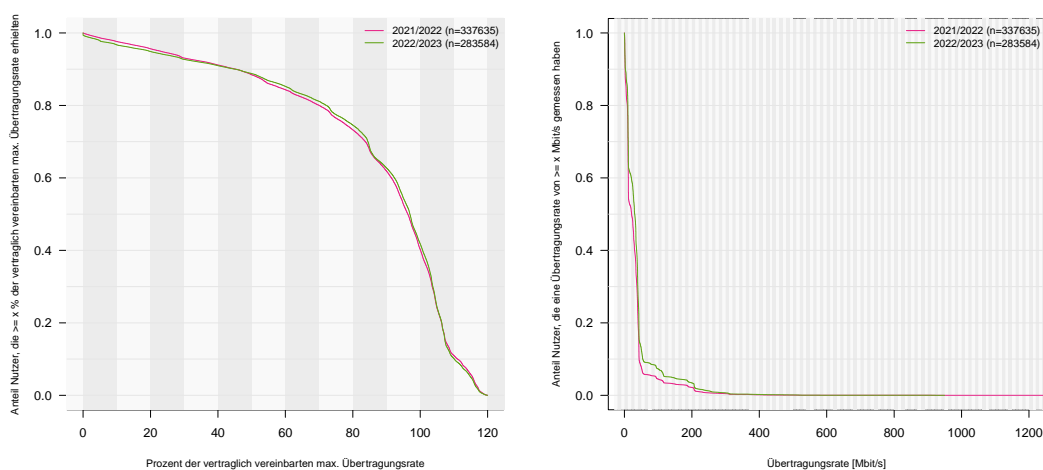 Anteil Nutzer, die >= x % der vertraglich vereinbarten max. Übertragungsrate erhielten
1.0
0.8
0.6
0.4
0.2
0.0
2021/2022 (n=337635)
2022/2023 (n=283584)
0 20 40 60 80 100 120
Prozent der vertraglich vereinbarten max. Übertragungsrate
Anteil Nutzer, die eine Übertragungsrate von >= x Mbit/s gemessen haben
1.0
0.8
0.6
0.4
0.2
0.0
2021/2022 (n=337635)
2022/2023 (n=283584)
0 200 400 600 800 1000 1200
Übertragungsrate [Mbit/s]